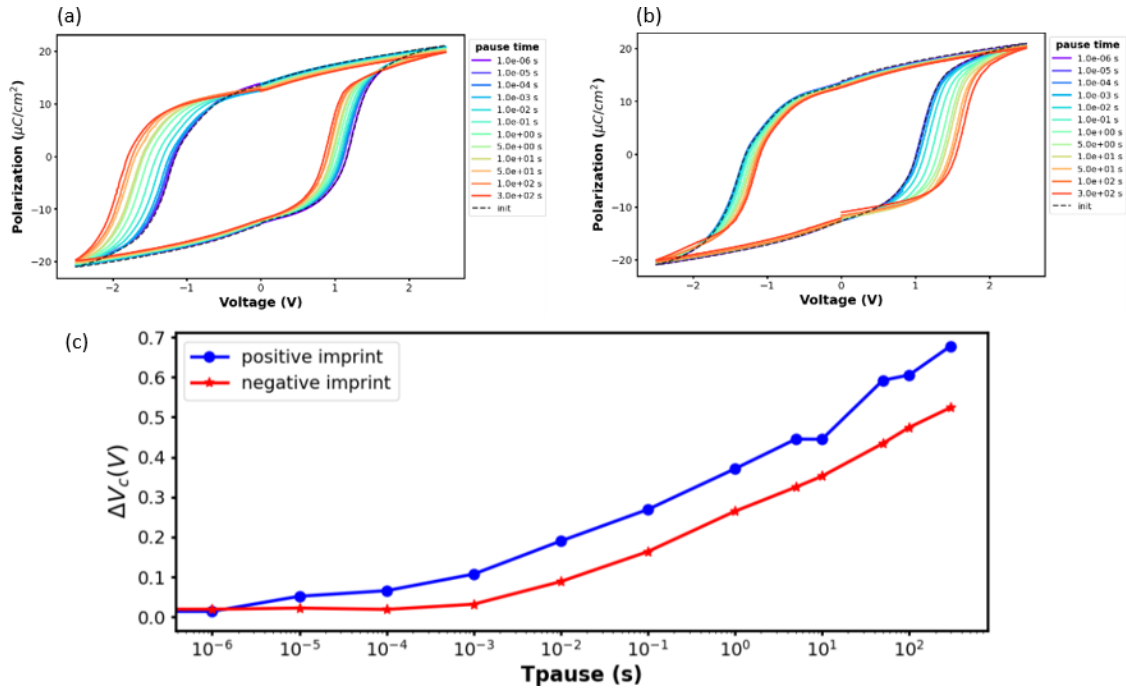 (a)
Polarization (μC/cm²)
20
10
0
−10
−20
−2
−1
0
1
2
Voltage (V)
pause time
1.0e-06 s
1.0e-05 s
1.0e-04 s
1.0e-03 s
1.0e-02 s
1.0e-01 s
1.0e+00 s
5.0e+00 s
1.0e+01 s
5.0e+01 s
1.0e+02 s
3.0e+02 s
init
(b)
Polarization (μC/cm²)
20
10
0
−10
−20
−2
−1
0
1
2
Voltage (V)
pause time
1.0e-06 s
1.0e-05 s
1.0e-04 s
1.0e-03 s
1.0e-02 s
1.0e-01 s
1.0e+00 s
5.0e+00 s
1.0e+01 s
5.0e+01 s
1.0e+02 s
3.0e+02 s
init
(c)
ΔVc(V)
0.7
0.6
0.5
0.4
0.3
0.2
0.1
0.0
positive imprint
negative imprint
10⁻⁶
10⁻⁵
10⁻⁴
10⁻³
10⁻²
10⁻¹
10⁰
10¹
10²
Tpause (s)